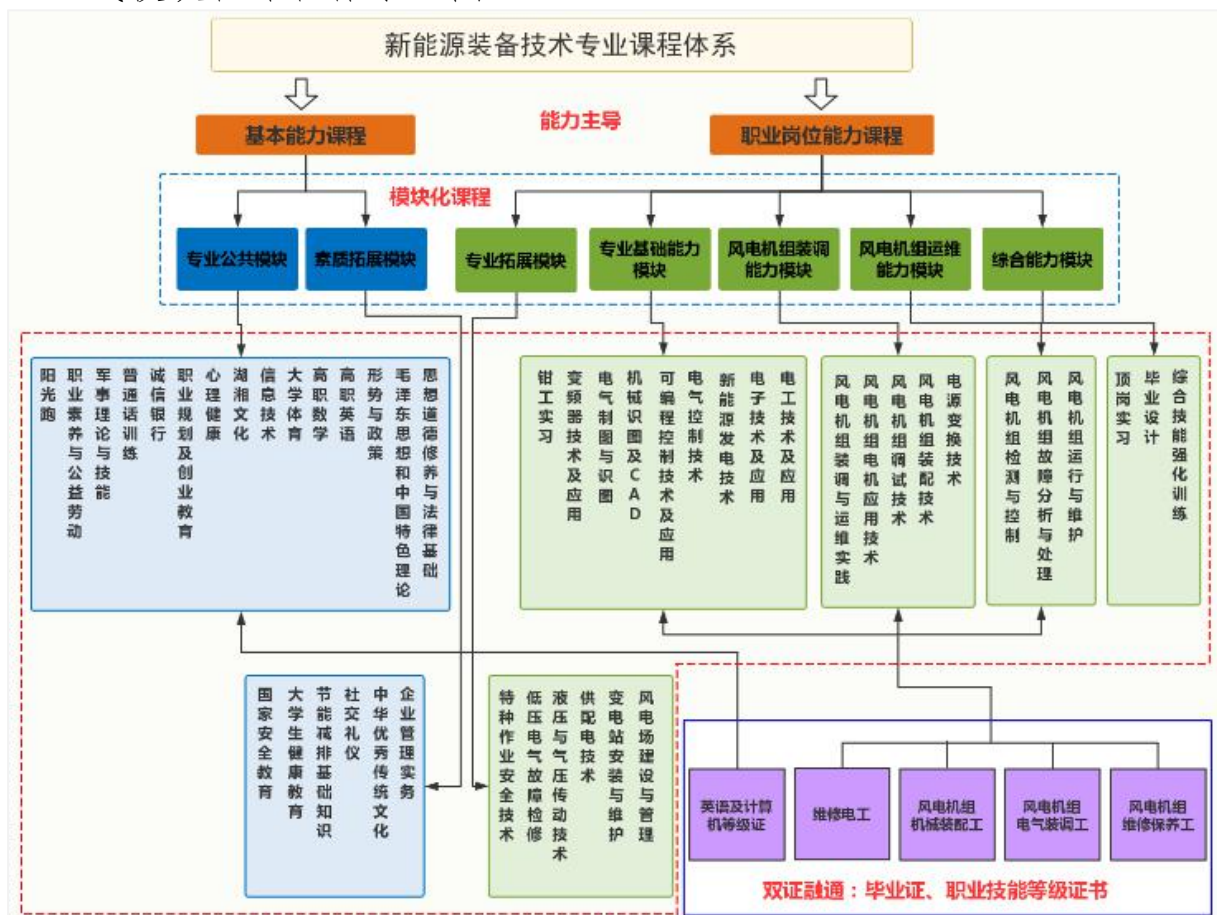 新能源装备技术专业课程体系
能力主导
基本能力课程
职业岗位能力课程
模块化课程
专业公共模块
素质拓展模块
专业拓展模块
专业基础能力
模块
风电机组装调
能力模块
风电机组运维
能力模块
综合能力模块
阳光跑
职业素养与公益劳动
军事理论与技能
普通话训练
诚信银行
职业规划及创业教育
心理健康
湖湘文化
信息技术
大学体育
高职数学
高职英语
形势与政策
毛泽东思想和中国特色理论
思想道德修养与法律基础
钳工实习
变频器技术及应用
电气制图与识图
机械识图及CAD
可编程控制技术及应用
电气控制技术
新能源发电技术
电子技术及应用
电工技术及应用
风电机组装调与运维实践
风电机组电机应用技术
风电机组调试技术
风电机组装配技术
电源变换技术
风电机组检测与控制
风电机组故障分析与处理
风电机组运行与维护
顶岗实习
毕业设计
综合技能强化训练
国家安全教育
大学生健康教育
节能减排基础知识
社交礼仪
中华优秀传统文化
企业管理实务
特种作业安全技术
低压电气故障检修
液压与气压传动技术
供配电技术
变电站安装与维护
风电场建设与管理
英语及计算
机等级证
维修电工
风电机组
机械装配工
风电机组
电气装调工
风电机组
维修保养工
双证融通：毕业证、职业技能等级证书